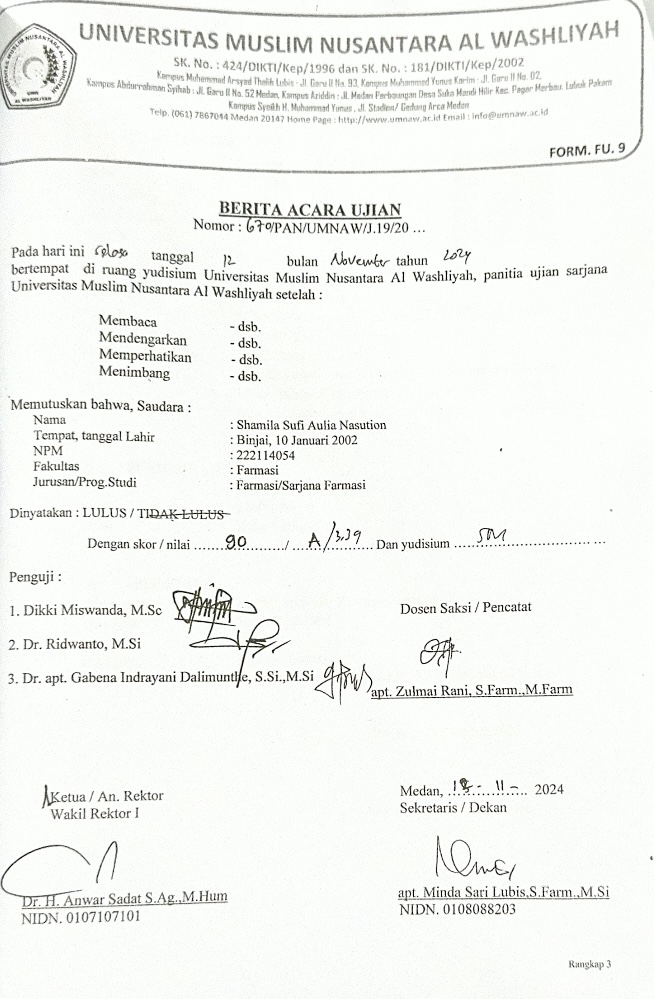 UNIVERSITAS MUSLIM NUSANTARA AL WASHLIYAH
SK. No. : 424/DIKTI/Kep/1996 dan SK. No. : 181/DIKTI/Kep/2002
Kampus Muhammad Arsyad Thalib Lubis : Jl. Garu II No. 93, Kampus Muhammad Yunus Karim : Jl. Garu II No. 02,
Kampus Abdurrahman Syihab : Jl. Garu II No. 52 Medan, Kampus Aziddin : Jl. Medan Perbaungan Desa Suka Mandi Hilir Kec. Pagar Merbau, Lubuk Pakam
Kampus Syeikh H. Muhammad Yunus , Jl. Stadion/ Gedung Arca Medan
Telp. (061) 7867044 Medan 20147 Home Page : http://www.umnaw.ac.id Email : info@umnaw.ac.id
FORM. FU. 9
BERITA ACARA UJIAN
Nomor : 670/PAN/UMNAW/J.19/20 ...
Pada hari ini Selasa tanggal 12 bulan November tahun 2024
bertempat di ruang yudisium Universitas Muslim Nusantara Al Washliyah, panitia ujian sarjana
Universitas Muslim Nusantara Al Washliyah setelah :
Membaca - dsb.
Mendengarkan - dsb.
Memperhatikan - dsb.
Menimbang - dsb.
Memutuskan bahwa, Saudara :
Nama : Shamila Sufi Aulia Nasution
Tempat, tanggal Lahir : Binjai, 10 Januari 2002
NPM : 222114054
Fakultas : Farmasi
Jurusan/Prog.Studi : Farmasi/Sarjana Farmasi
Dinyatakan : LULUS / TIDAK LULUS
Dengan skor / nilai ......90....../ ...A/3,39... Dan yudisium ...SM...
Penguji :
1. Dikki Miswanda, M.Sc
Dosen Saksi / Pencatat
2. Dr. Ridwanto, M.Si
3. Dr. apt. Gabena Indrayani Dalimunthe, S.Si.,M.Si
apt. Zulmai Rani, S.Farm.,M.Farm
Ketua / An. Rektor
Wakil Rektor I
Medan, 18 - 11 - 2024
Sekretaris / Dekan
Dr. H. Anwar Sadat S.Ag.,M.Hum
NIDN. 0107107101
apt. Minda Sari Lubis,S.Farm.,M.Si
NIDN. 0108088203
Rangkap 3